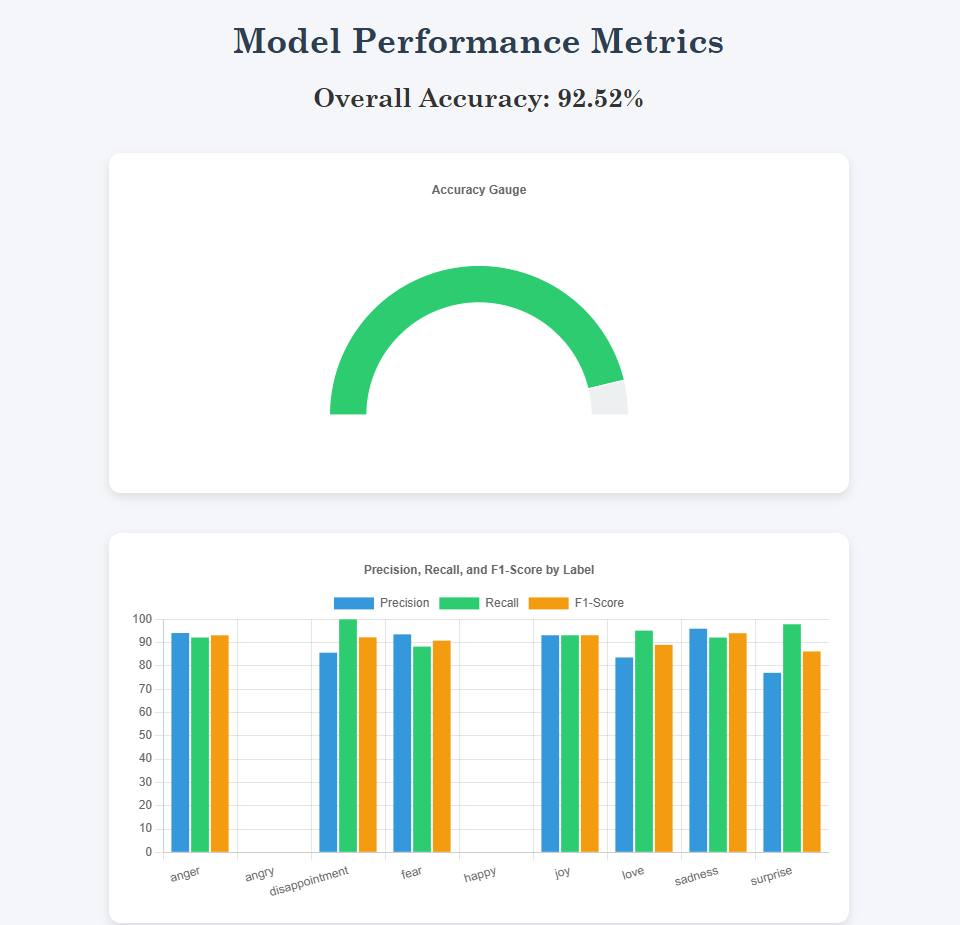 Model Performance Metrics
Overall Accuracy: 92.52%
Accuracy Gauge
Precision, Recall, and F1-Score by Label
Precision Recall F1-Score
100
90
80
70
60
50
40
30
20
10
0
anger angry disappointment fear happy joy love sadness surprise